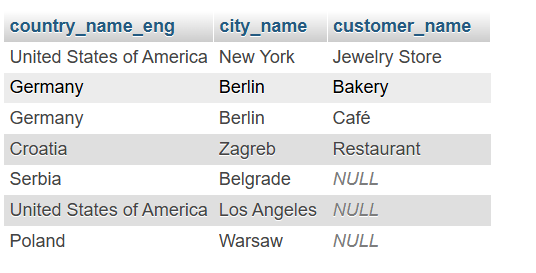 country_name_eng city_name customer_name
United States of America New York Jewelry Store
Germany Berlin Bakery
Germany Berlin Café
Croatia Zagreb Restaurant
Serbia Belgrade NULL
United States of America Los Angeles NULL
Poland Warsaw NULL